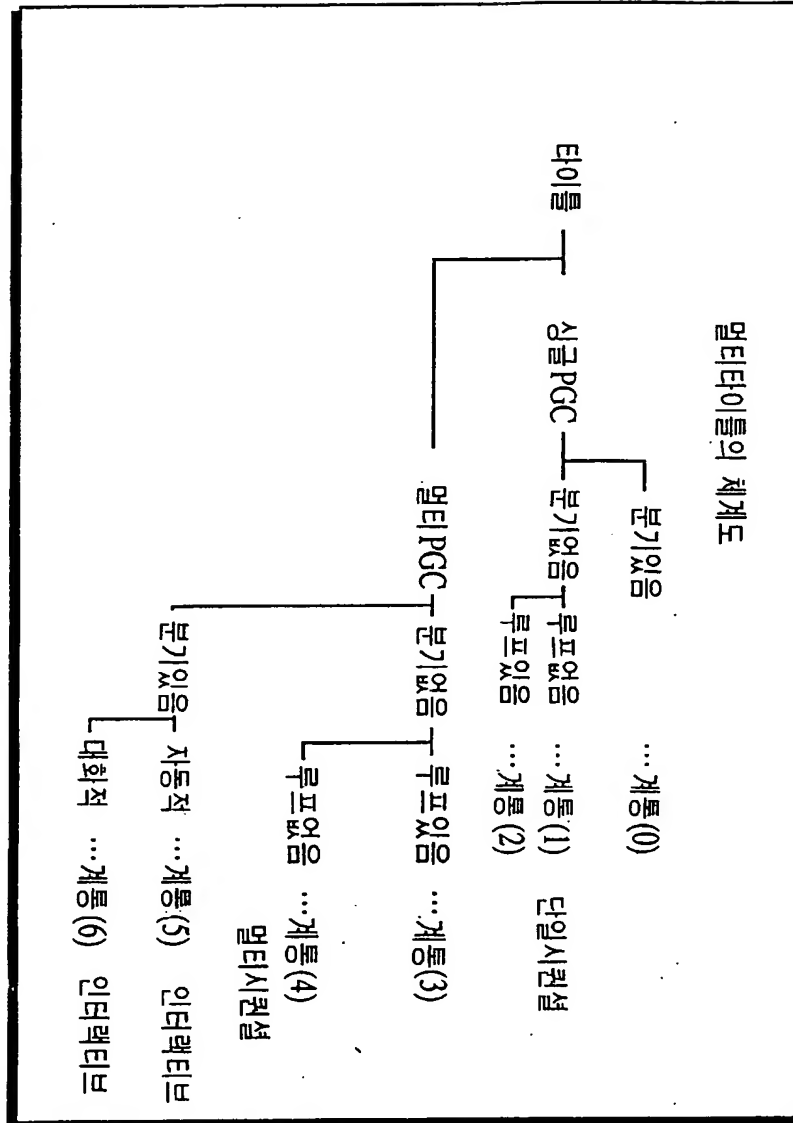 멀티타이틀의 체계도
분기있음 …계통(0)
타이틀 싱글PGC 분기없음 루프없음 …계통(1) 단일시퀀셜
루프있음 …계통(2)
멀티PGC 분기없음 루프있음 …계통(3)
루프없음 …계통(4)
멀티시퀀셜
분기있음 자동적 …계통(5) 인터랙티브
대화적 …계통(6) 인터랙티브